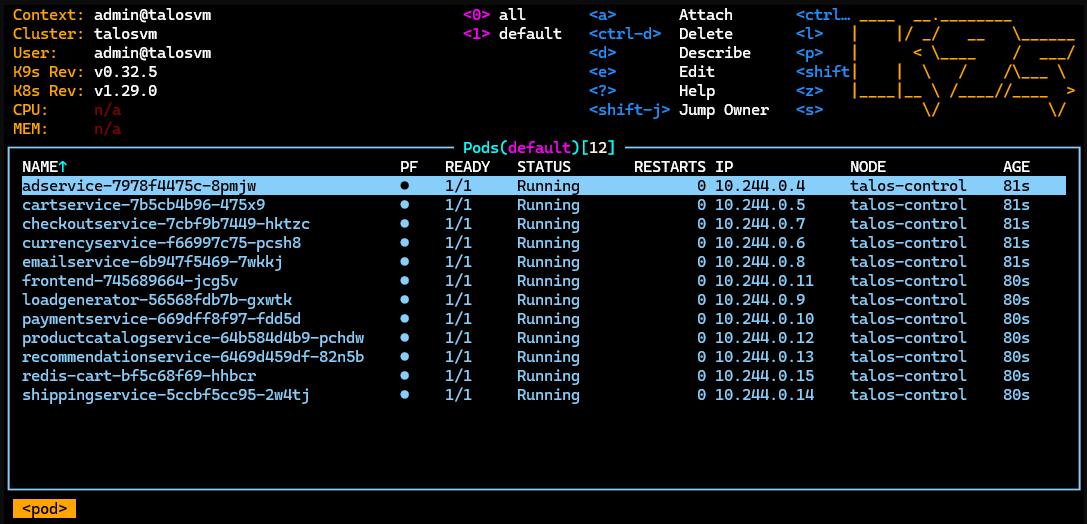 Context: admin@talosvm <0> all <a> Attach <ctrl…
Cluster: talosvm <1> default <ctrl-d> Delete <l>
User: admin@talosvm <d> Describe <p>
K9s Rev: v0.32.5 <e> Edit <shift
K8s Rev: v1.29.0 <?> Help <z>
CPU: n/a <shift-j> Jump Owner <s>
MEM: n/a
Pods(default)[12]
NAME↑ PF READY STATUS RESTARTS IP NODE AGE
adservice-7978f4475c-8pmjw ● 1/1 Running 0 10.244.0.4 talos-control 81s
cartservice-7b5cb4b96-475x9 ● 1/1 Running 0 10.244.0.5 talos-control 81s
checkoutservice-7cbf9b7449-hktzc ● 1/1 Running 0 10.244.0.7 talos-control 81s
currencyservice-f66997c75-pcsh8 ● 1/1 Running 0 10.244.0.6 talos-control 81s
emailservice-6b947f5469-7wkkj ● 1/1 Running 0 10.244.0.8 talos-control 81s
frontend-745689664-jcg5v ● 1/1 Running 0 10.244.0.11 talos-control 80s
loadgenerator-56568fdb7b-gxwtk ● 1/1 Running 0 10.244.0.9 talos-control 80s
paymentservice-669dff8f97-fdd5d ● 1/1 Running 0 10.244.0.10 talos-control 80s
productcatalogservice-64b584d4b9-pchdw ● 1/1 Running 0 10.244.0.12 talos-control 80s
recommendationservice-6469d459df-82n5b ● 1/1 Running 0 10.244.0.13 talos-control 80s
redis-cart-bf5c68f69-hhbcr ● 1/1 Running 0 10.244.0.15 talos-control 80s
shippingservice-5ccbf5cc95-2w4tj ● 1/1 Running 0 10.244.0.14 talos-control 80s
<pod>